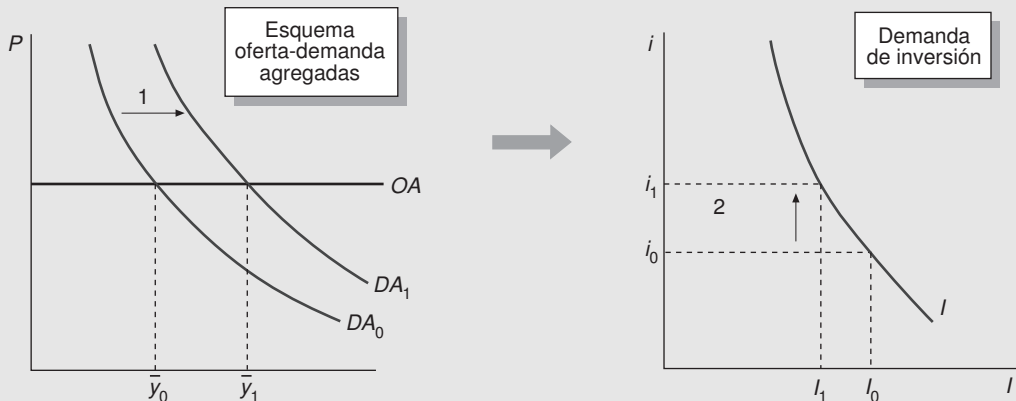 Esquema
oferta-demanda
agregadas
P
1
OA
DA₁
DA₀
ȳ₀
ȳ₁
Demanda
de inversión
i
i₁
2
i₀
I
I₁
I₀
I